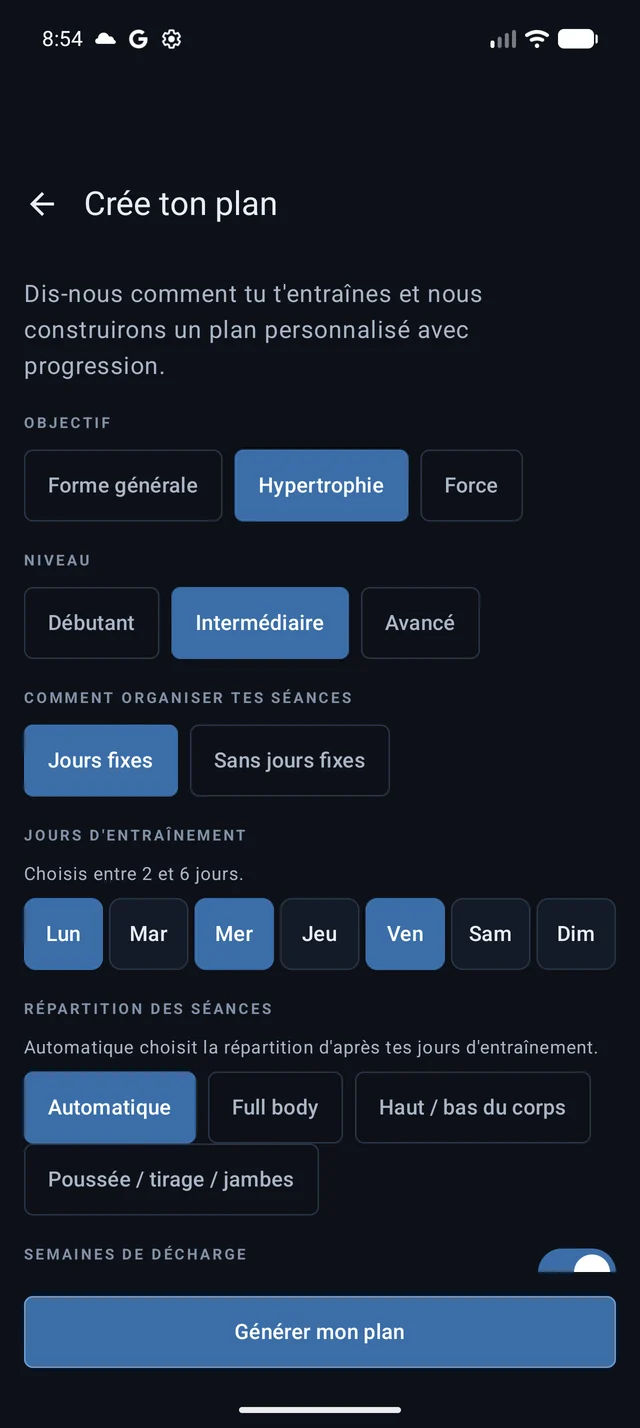 8:54
Crée ton plan
Dis-nous comment tu t'entraînes et nous
construirons un plan personnalisé avec
progression.
OBJECTIF
Forme générale
Hypertrophie
Force
NIVEAU
Débutant
Intermédiaire
Avancé
COMMENT ORGANISER TES SÉANCES
Jours fixes
Sans jours fixes
JOURS D'ENTRAÎNEMENT
Choisis entre 2 et 6 jours.
Lun
Mar
Mer
Jeu
Ven
Sam
Dim
RÉPARTITION DES SÉANCES
Automatique choisit la répartition d'après tes jours d'entraînement.
Automatique
Full body
Haut / bas du corps
Poussée / tirage / jambes
SEMAINES DE DÉCHARGE
Générer mon plan